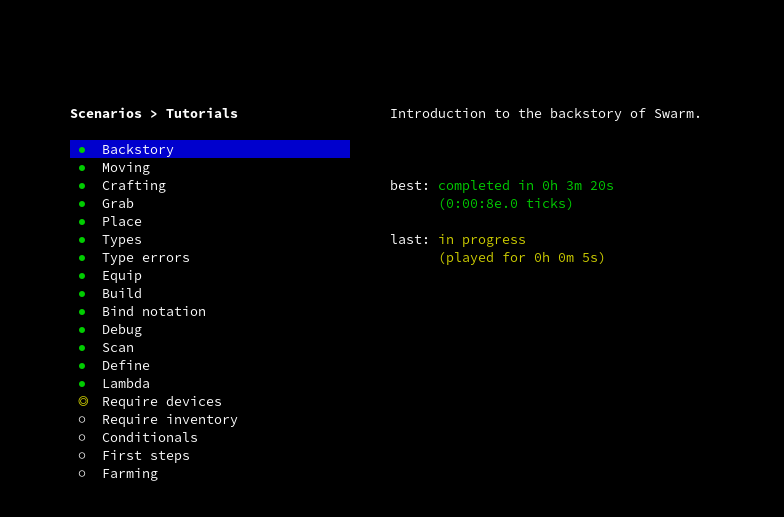 Scenarios > Tutorials
Backstory
Moving
Crafting
Grab
Place
Types
Type errors
Equip
Build
Bind notation
Debug
Scan
Define
Lambda
Require devices
Require inventory
Conditionals
First steps
Farming
Introduction to the backstory of Swarm.
best: completed in 0h 3m 20s
(0:00:8e.0 ticks)
last: in progress
(played for 0h 0m 5s)